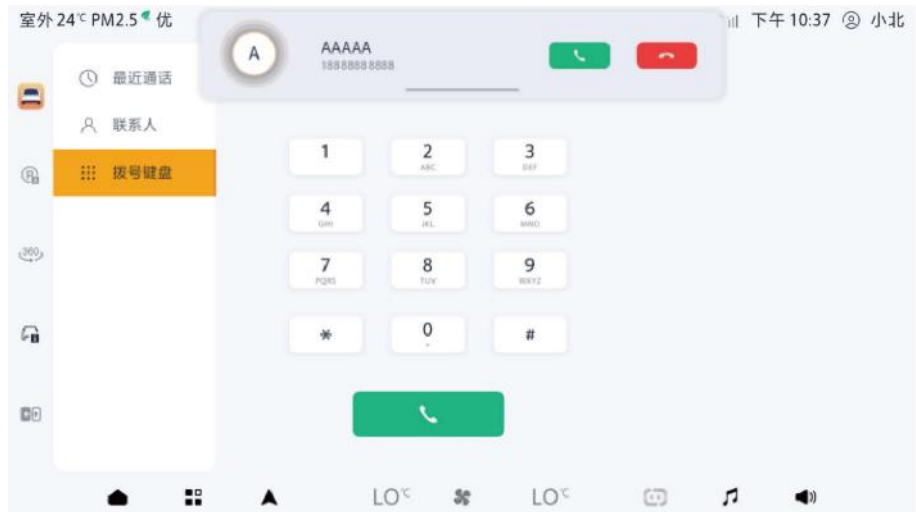 室外 24℃ PM2.5 优
下午 10:37 小北
A
AAAAA
18888888888
最近通话
联系人
拨号键盘
1
2 ABC
3 DEF
4 GHI
5 JKL
6 MNO
7 PQRS
8 TUV
9 WXYZ
*
0
#
360
LO℃
LO℃